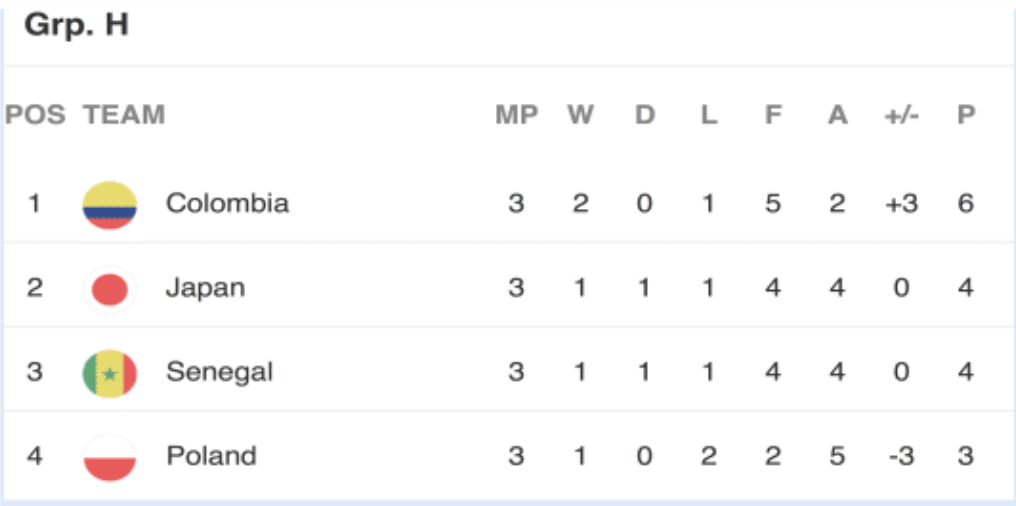 Grp. H
POS TEAM MP W D L F A +/- P
1 Colombia 3 2 0 1 5 2 +3 6
2 Japan 3 1 1 1 4 4 0 4
3 Senegal 3 1 1 1 4 4 0 4
4 Poland 3 1 0 2 2 5 -3 3